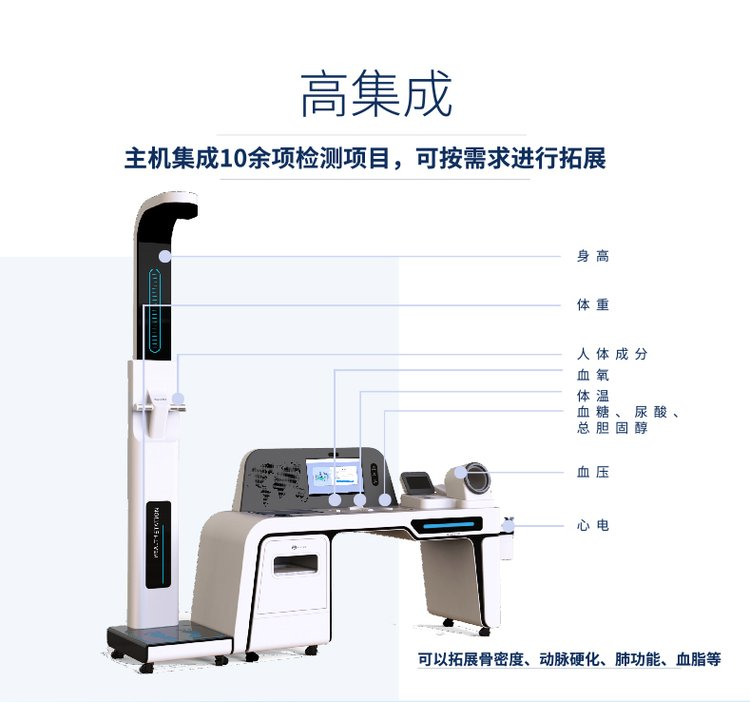 高集成
主机集成10余项检测项目，可按需求进行拓展
身高
体重
人体成分
血氧
体温
血糖、尿酸、
总胆固醇
血压
心电
HEALTH STATION
可以拓展骨密度、动脉硬化、肺功能、血脂等